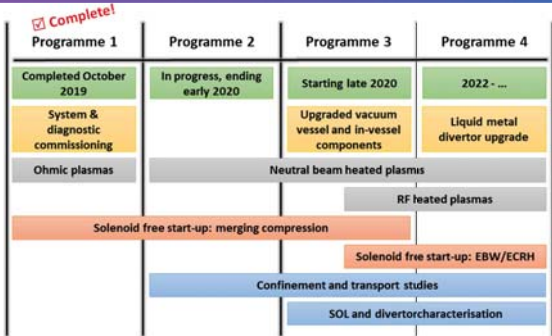 ☑ Complete!
Programme 1
Programme 2
Programme 3
Programme 4
Completed October
2019
In progress, ending
early 2020
Starting late 2020
2022 - ...
System &
diagnostic
commissioning
Upgraded vacuum
vessel and in-vessel
components
Liquid metal
divertor upgrade
Ohmic plasmas
Neutral beam heated plasmas
RF heated plasmas
Solenoid free start-up: merging compression
Solenoid free start-up: EBW/ECRH
Confinement and transport studies
SOL and divertorcharacterisation